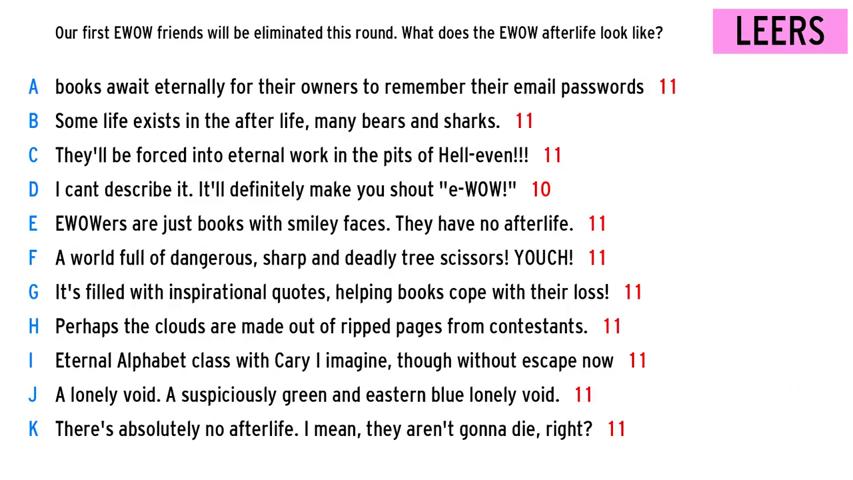 Our first EWOW friends will be eliminated this round. What does the EWOW afterlife look like?
LEERS
A books await eternally for their owners to remember their email passwords 11
B Some life exists in the after life, many bears and sharks. 11
C They'll be forced into eternal work in the pits of Hell-even!!! 11
D I cant describe it. It'll definitely make you shout "e-WOW!" 10
E EWOWers are just books with smiley faces. They have no afterlife. 11
F A world full of dangerous, sharp and deadly tree scissors! YOUCH! 11
G It's filled with inspirational quotes, helping books cope with their loss! 11
H Perhaps the clouds are made out of ripped pages from contestants. 11
I Eternal Alphabet class with Cary I imagine, though without escape now 11
J A lonely void. A suspiciously green and eastern blue lonely void. 11
K There's absolutely no afterlife. I mean, they aren't gonna die, right? 11